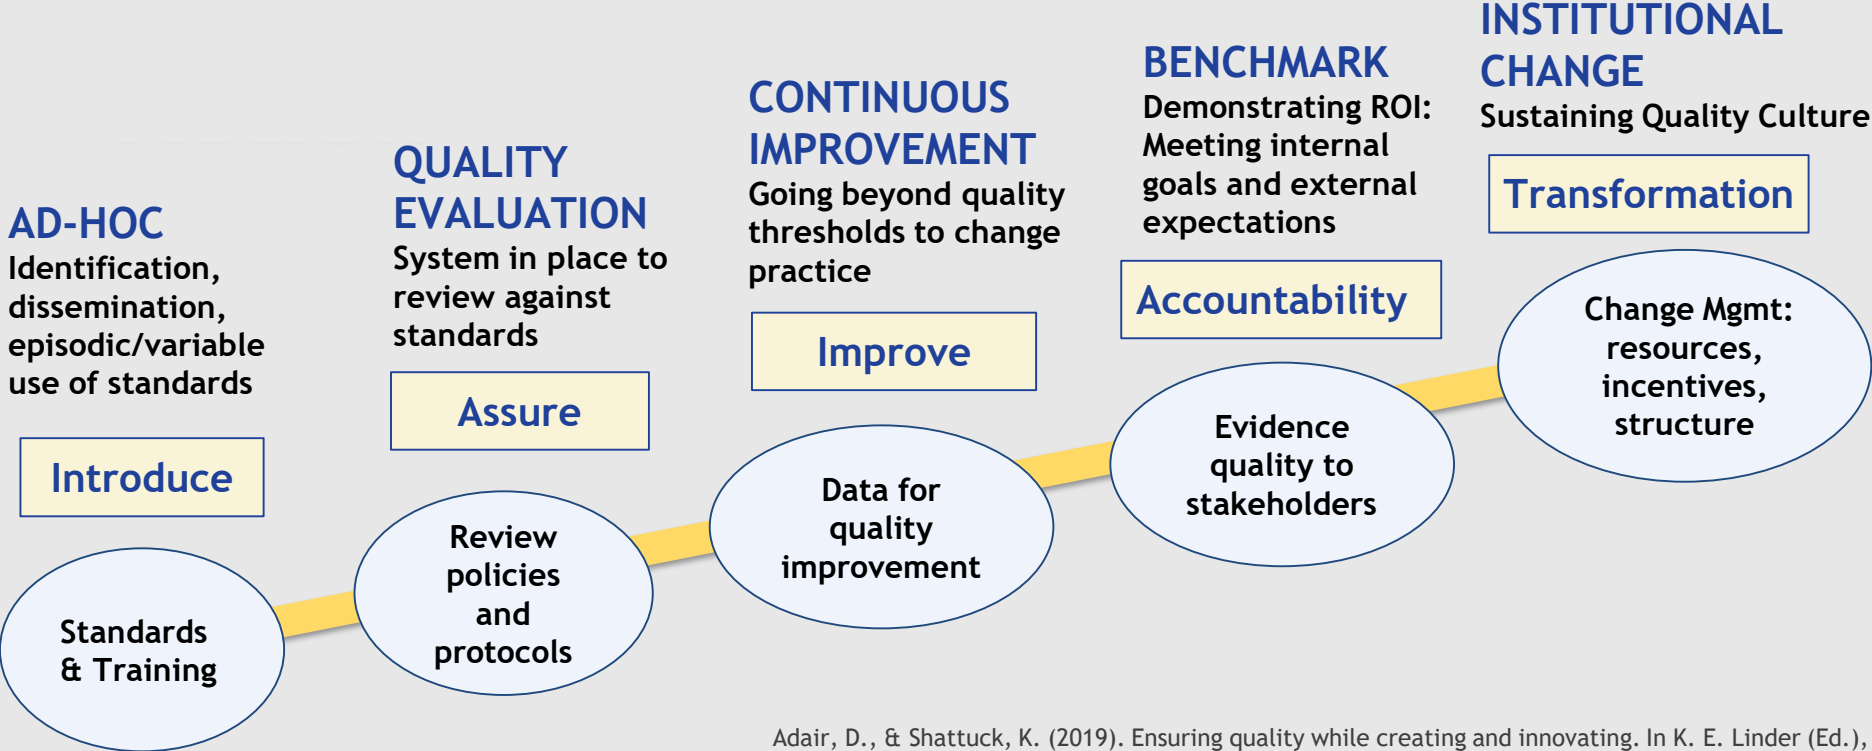 AD-HOC
Identification,
dissemination,
episodic/variable
use of standards
Introduce
Standards
& Training
QUALITY
EVALUATION
System in place to
review against
standards
Assure
Review
policies
and
protocols
CONTINUOUS
IMPROVEMENT
Going beyond quality
thresholds to change
practice
Improve
Data for
quality
improvement
BENCHMARK
Demonstrating ROI:
Meeting internal
goals and external
expectations
Accountability
Evidence
quality to
stakeholders
INSTITUTIONAL
CHANGE
Sustaining Quality Culture
Transformation
Change Mgmt:
resources,
incentives,
structure
Adair, D., & Shattuck, K. (2019). Ensuring quality while creating and innovating. In K. E. Linder (Ed.),